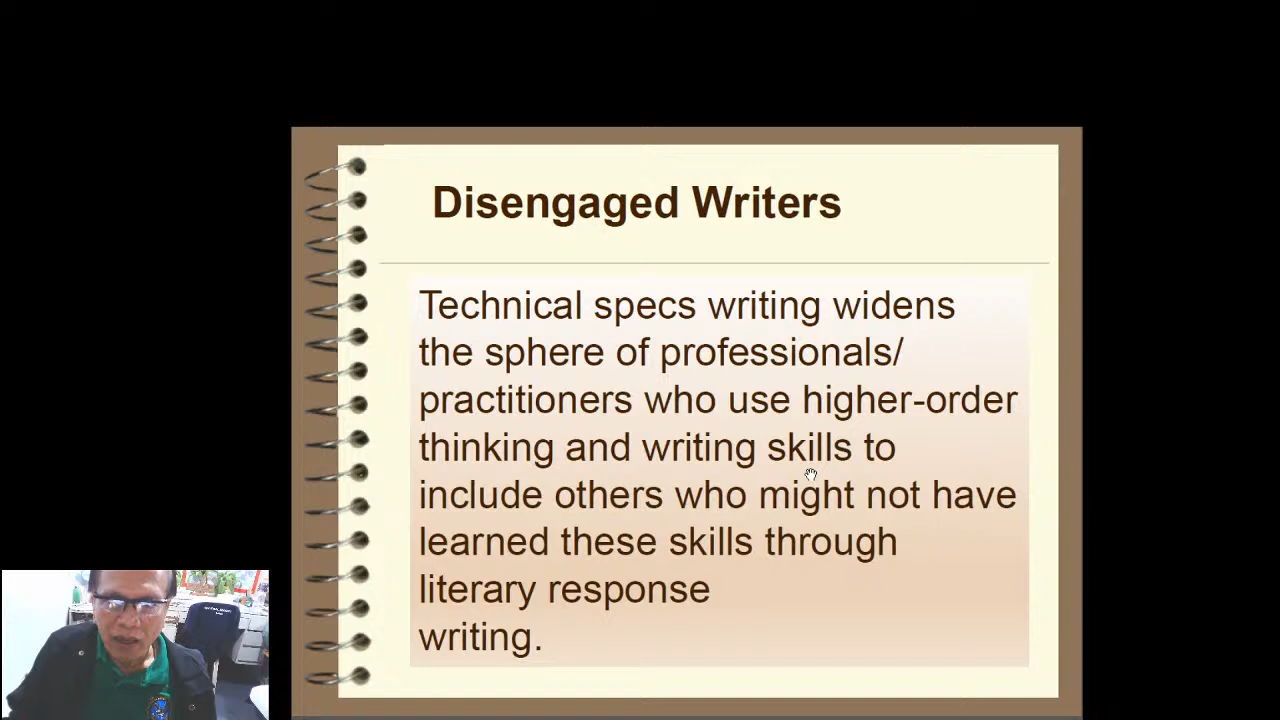 Disengaged Writers
Technical specs writing widens
the sphere of professionals/
practitioners who use higher-order
thinking and writing skills to
include others who might not have
learned these skills through
literary response
writing.